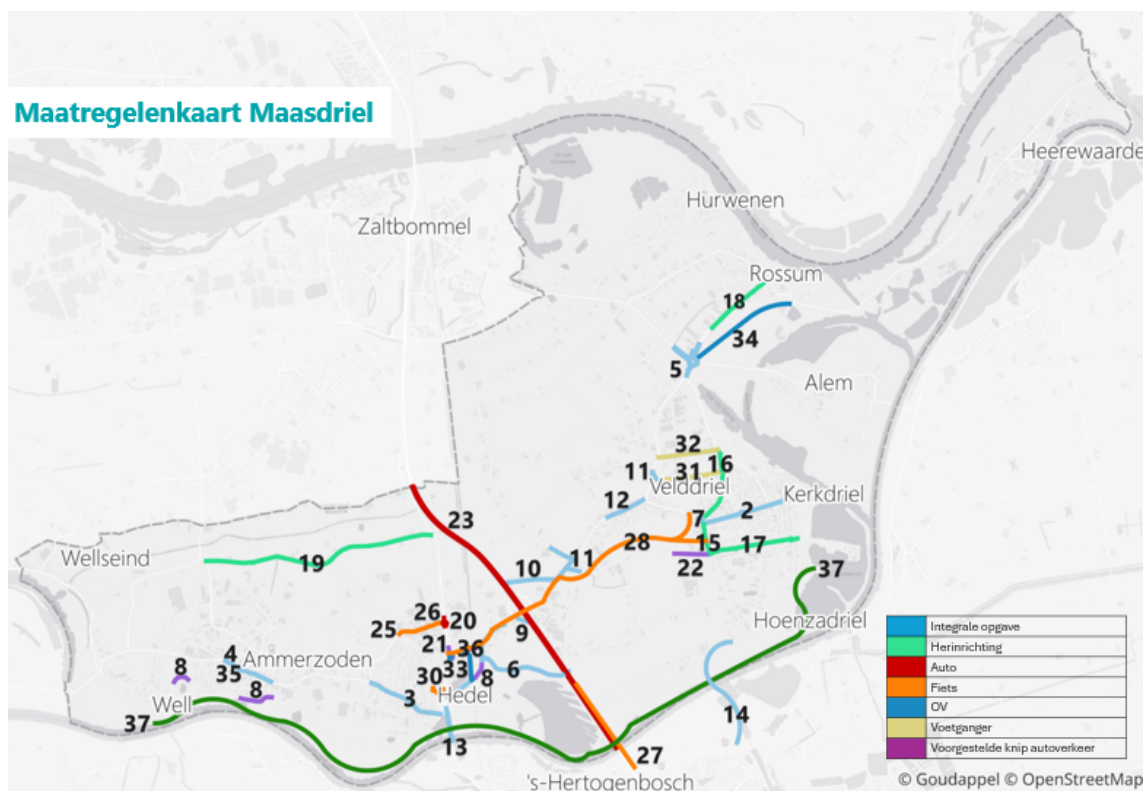 Maatregelenkaart Maasdriel
Heerewaarde
Hurwenen
Zaltbommel
Rossum
18
34
5
Alem
32
16
11
31
Velddriel
Kerkdriel
12
7
2
23
28
15
17
Wellseind
19
10
11
22
37
26
20
25
9
Hoenzadriel
21
36
4
Ammerzoden
35
33
8
6
8
30
8
Hedel
Well
3
37
14
13
27
's-Hertogenbosch
Integrale opgave
Herinrichting
Auto
Fiets
OV
Voetganger
Voorgestelde knip autoverkeer
© Goudappel © OpenStreetMap